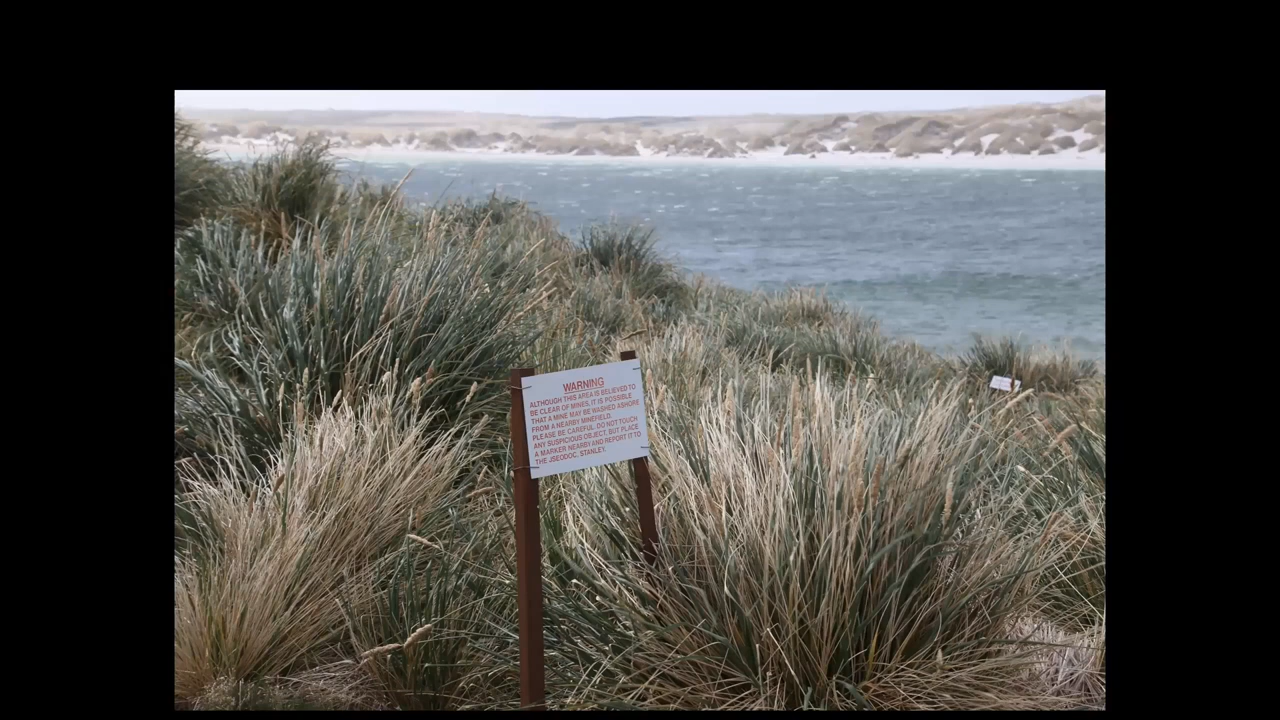 WARNING
ALTHOUGH THIS AREA IS BELIEVED TO
BE CLEAR OF MINES, IT IS POSSIBLE
THAT A MINE MAY BE WASHED ASHORE
FROM A NEARBY MINEFIELD.
PLEASE BE CAREFUL. DO NOT TOUCH
ANY SUSPICIOUS OBJECT, BUT PLACE
A MARKER NEARBY AND REPORT IT TO
THE JSEODOC, STANLEY.